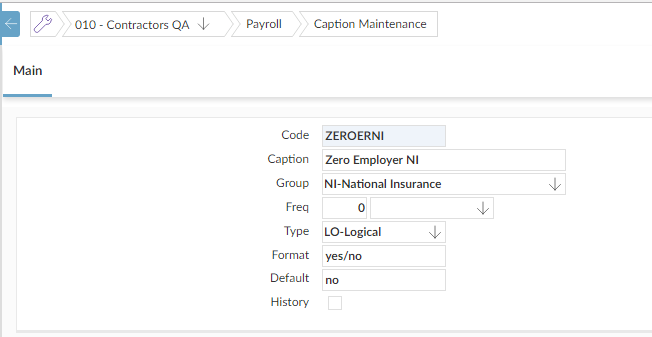 010 - Contractors QA Payroll Caption Maintenance
Main
Code ZEROERNI
Caption Zero Employer NI
Group NI-National Insurance
Freq 0
Type LO-Logical
Format yes/no
Default no
History